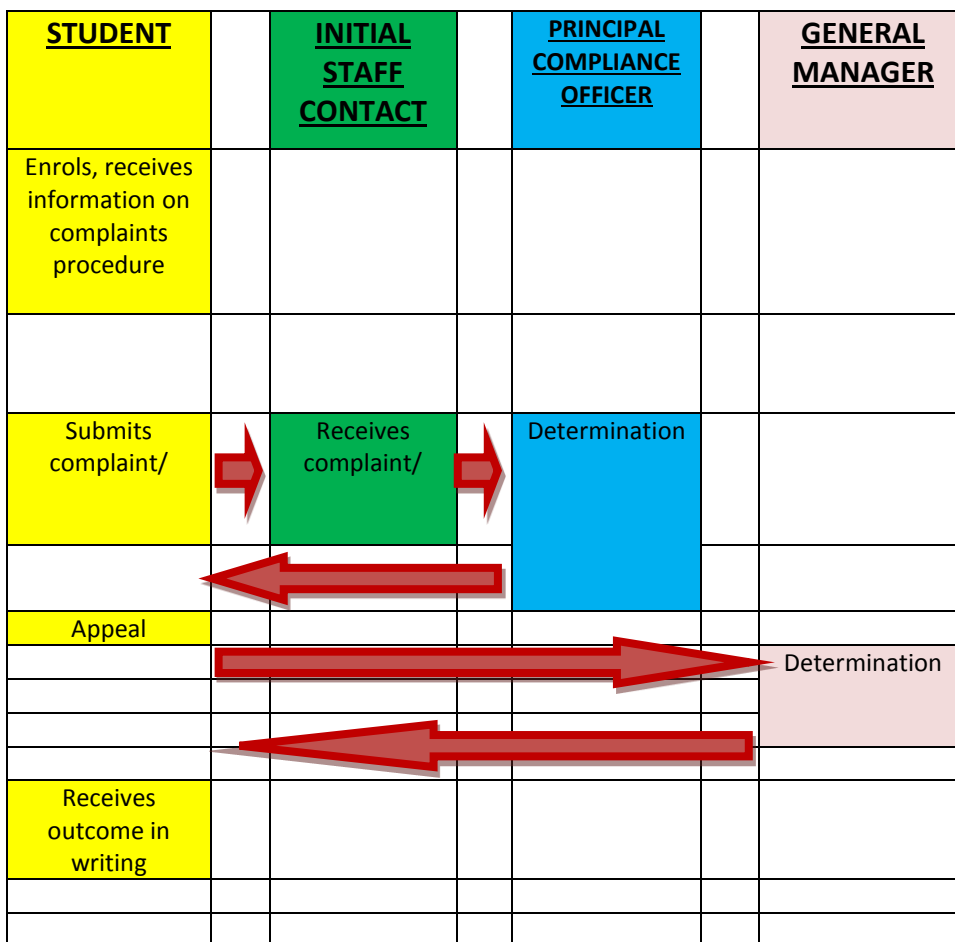 STUDENT
INITIAL
STAFF
CONTACT
PRINCIPAL
COMPLIANCE
OFFICER
GENERAL
MANAGER
Enrols, receives
information on
complaints
procedure
Submits
complaint/
Receives
complaint/
Determination
Appeal
Determination
Receives
outcome in
writing